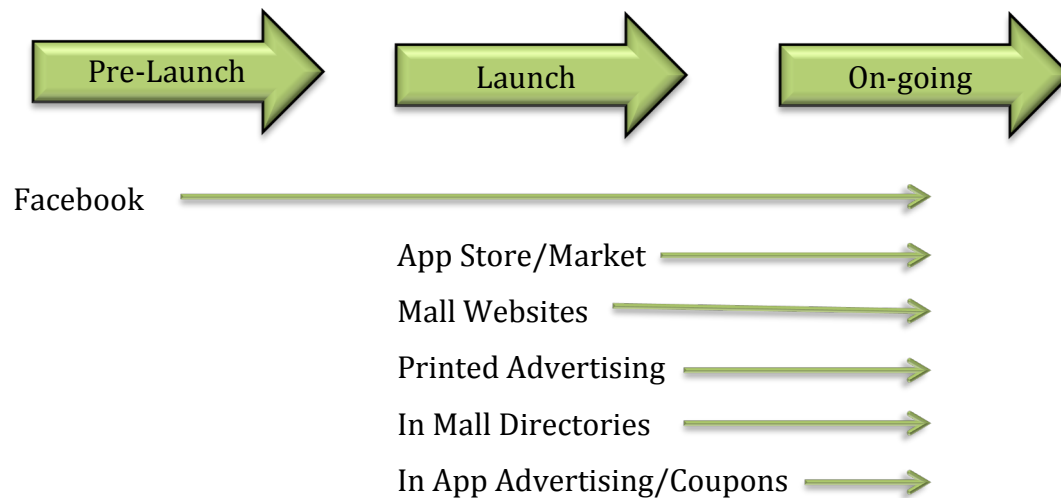 Pre-Launch
Launch
On-going
Facebook
App Store/Market
Mall Websites
Printed Advertising
In Mall Directories
In App Advertising/Coupons